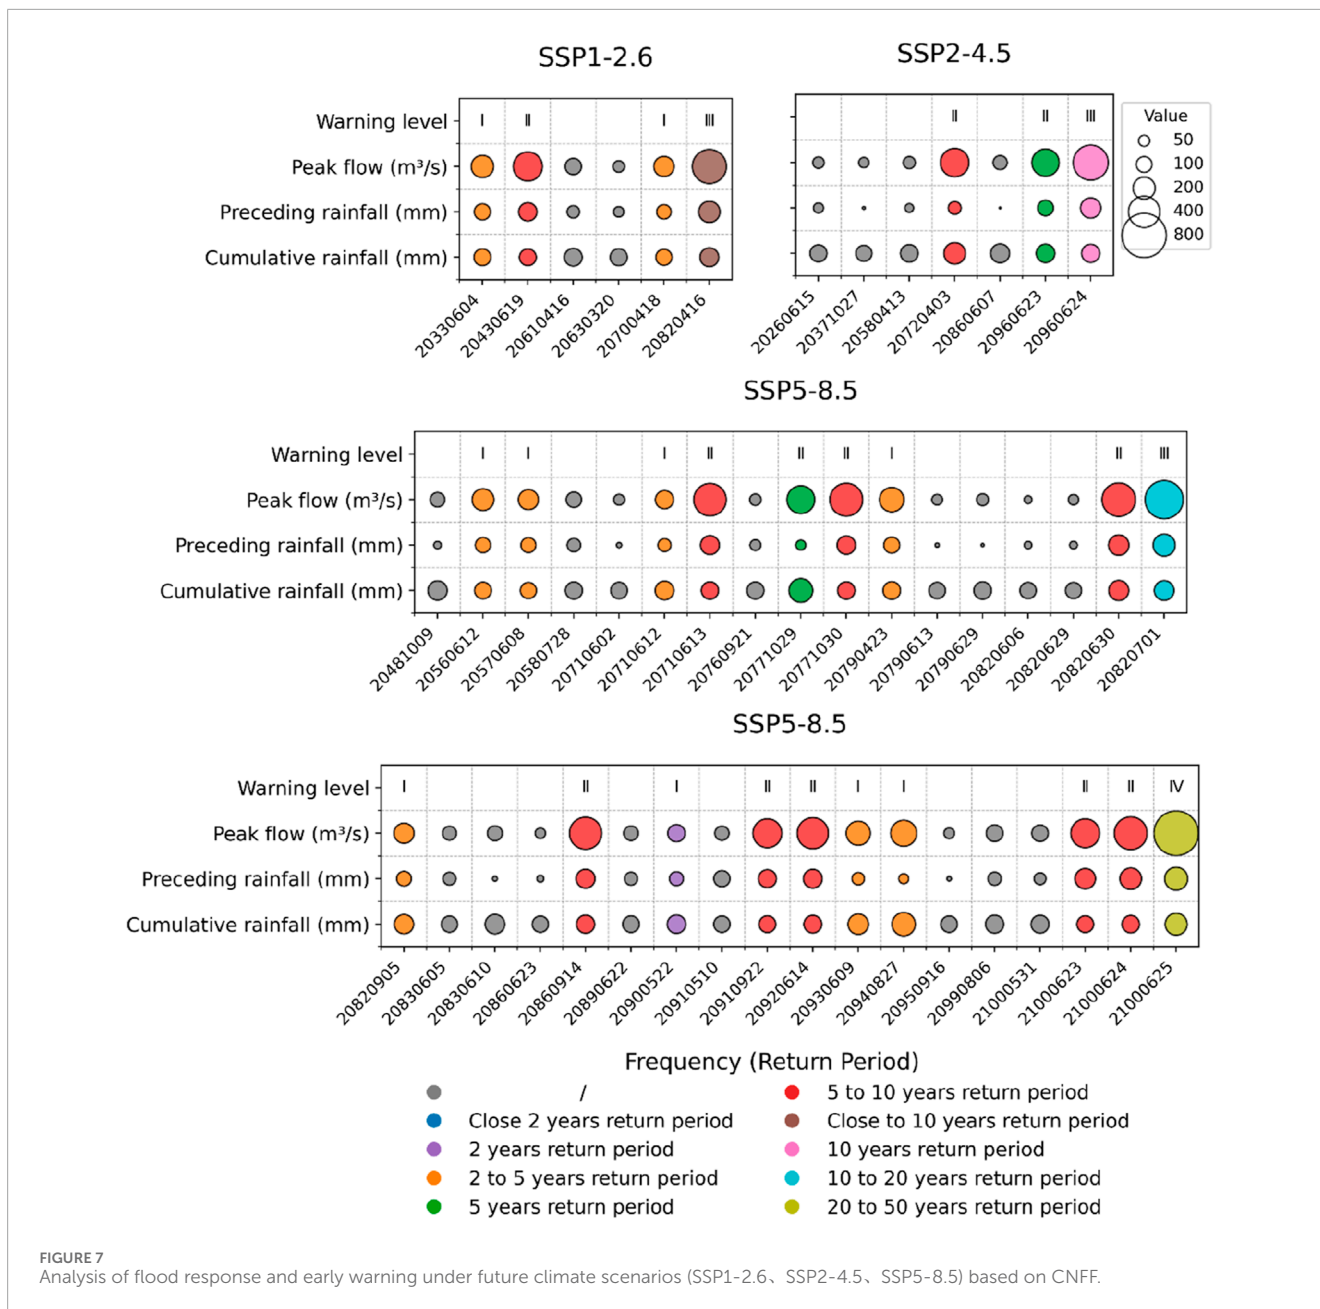 SSP1-2.6
Warning level I II I III
Peak flow (m³/s)
Preceding rainfall (mm)
Cumulative rainfall (mm)
20330604 20430619 20610416 20630320 20700418 20820416
SSP2-4.5
II II III
20260615 20371027 20580413 20720403 20860607 20960623 20960624
Value
50
100
200
400
800
SSP5-8.5
Warning level I I I II II II I II III
Peak flow (m³/s)
Preceding rainfall (mm)
Cumulative rainfall (mm)
20481009 20560612 20570608 20580728 20710602 20710612 20710613 20760921 20771029 20771030 20790423 20790613 20790629 20820606 20820629 20820630 20820701
SSP5-8.5
Warning level I II I II II I I II II IV
Peak flow (m³/s)
Preceding rainfall (mm)
Cumulative rainfall (mm)
20820905 20830605 20830610 20860623 20860914 20890622 20900522 20910510 20910922 20920614 20930609 20940827 20950916 20990806 21000531 21000623 21000624 21000625
Frequency (Return Period)
/
Close 2 years return period
2 years return period
2 to 5 years return period
5 years return period
5 to 10 years return period
Close to 10 years return period
10 years return period
10 to 20 years return period
20 to 50 years return period
FIGURE 7
Analysis of flood response and early warning under future climate scenarios (SSP1-2.6、SSP2-4.5、SSP5-8.5) based on CNFF.